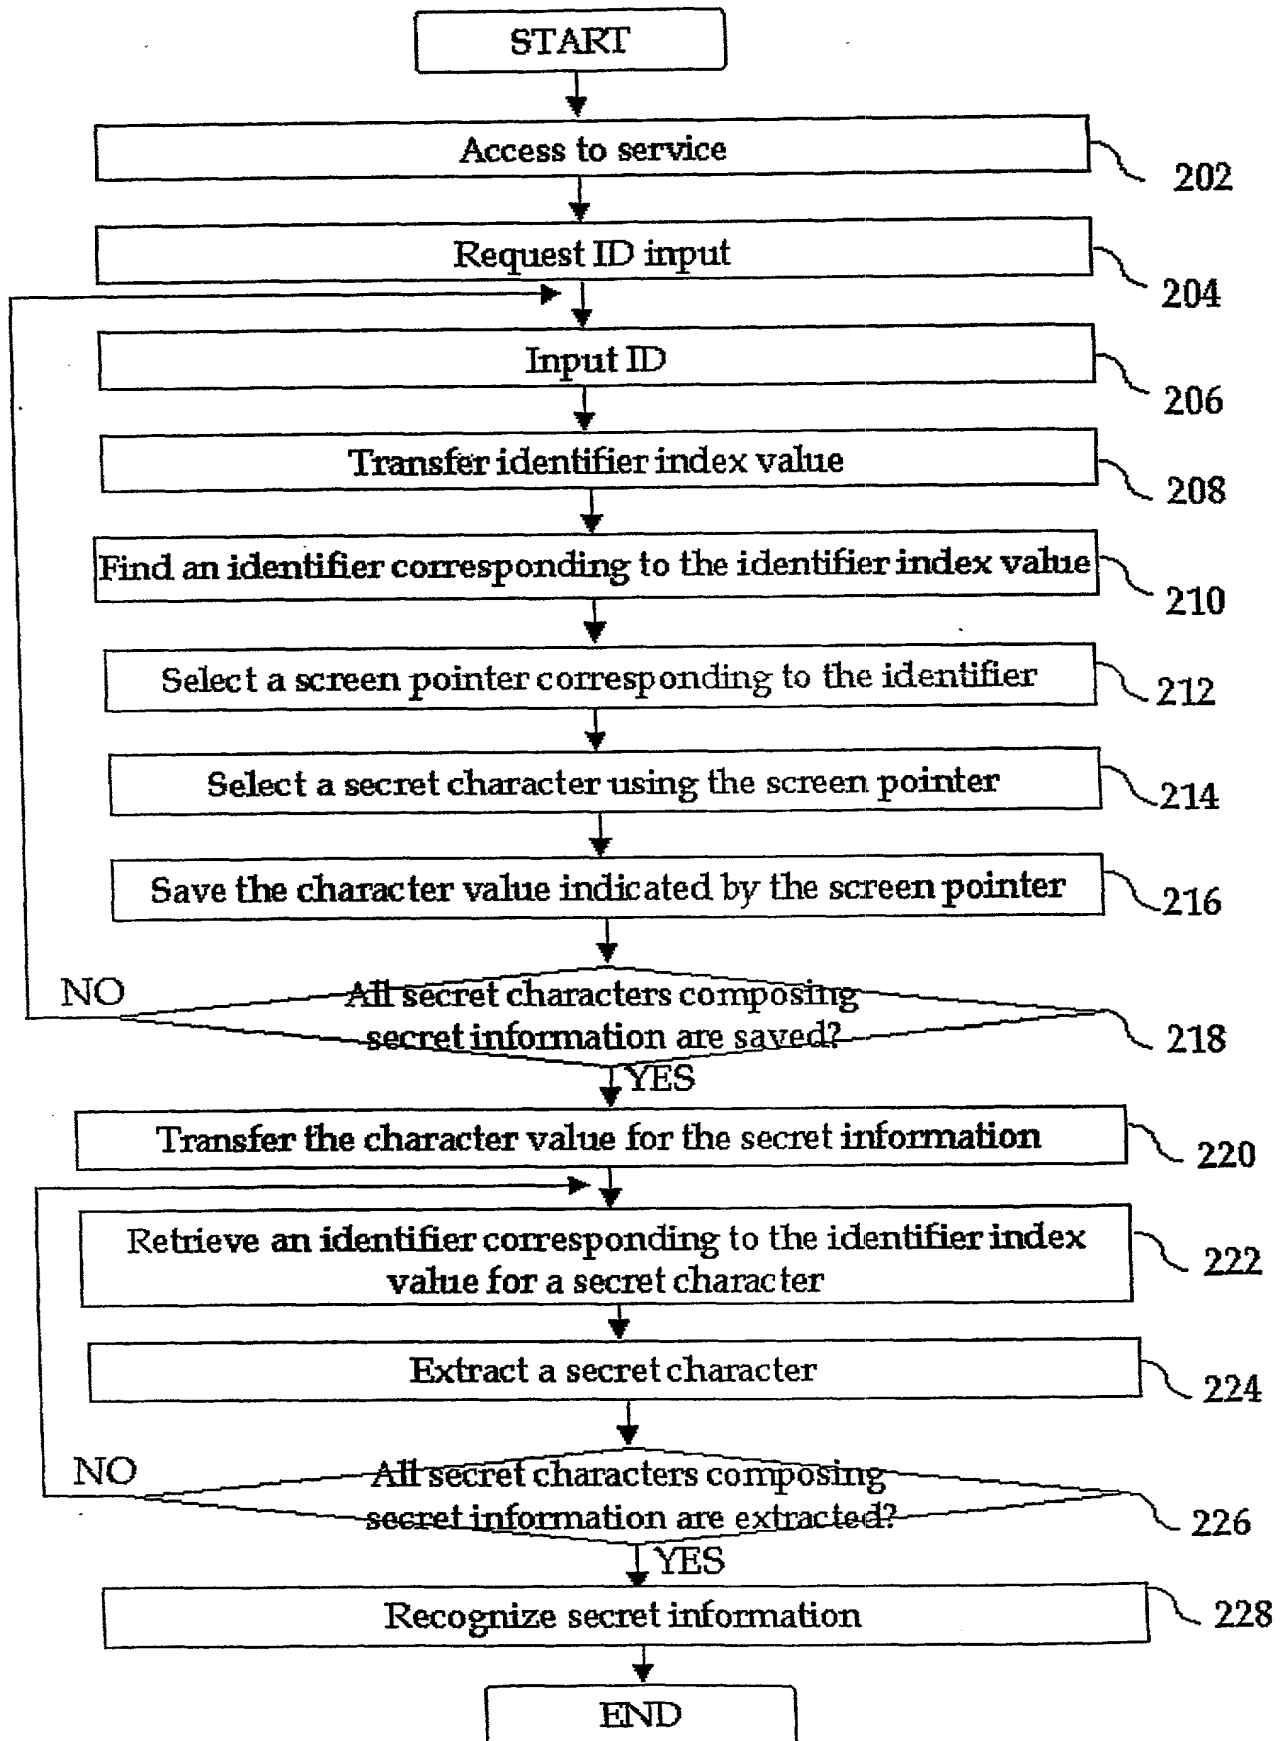 START
Access to service
202
Request ID input
204
Input ID
206
Transfer identifier index value
208
Find an identifier corresponding to the identifier index value
210
Select a screen pointer corresponding to the identifier
212
Select a secret character using the screen pointer
214
Save the character value indicated by the screen pointer
216
NO
All secret characters composing
secret information are saved?
218
YES
Transfer the character value for the secret information
220
Retrieve an identifier corresponding to the identifier index
value for a secret character
222
Extract a secret character
224
NO
All secret characters composing
secret information are extracted?
226
YES
Recognize secret information
228
END